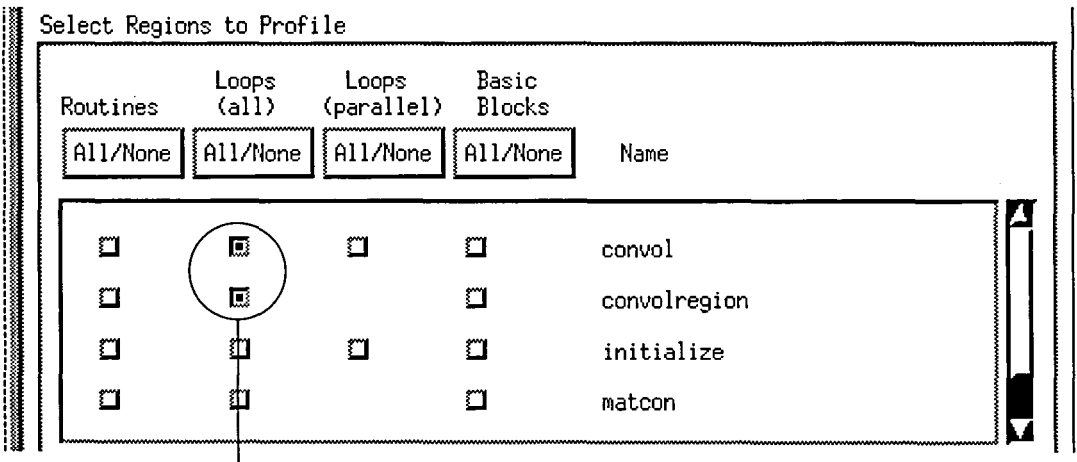 Select Regions to Profile
Loops Loops Basic
Routines (all) (parallel) Blocks
All/None All/None All/None All/None Name
convol
convolregion
initialize
matcon